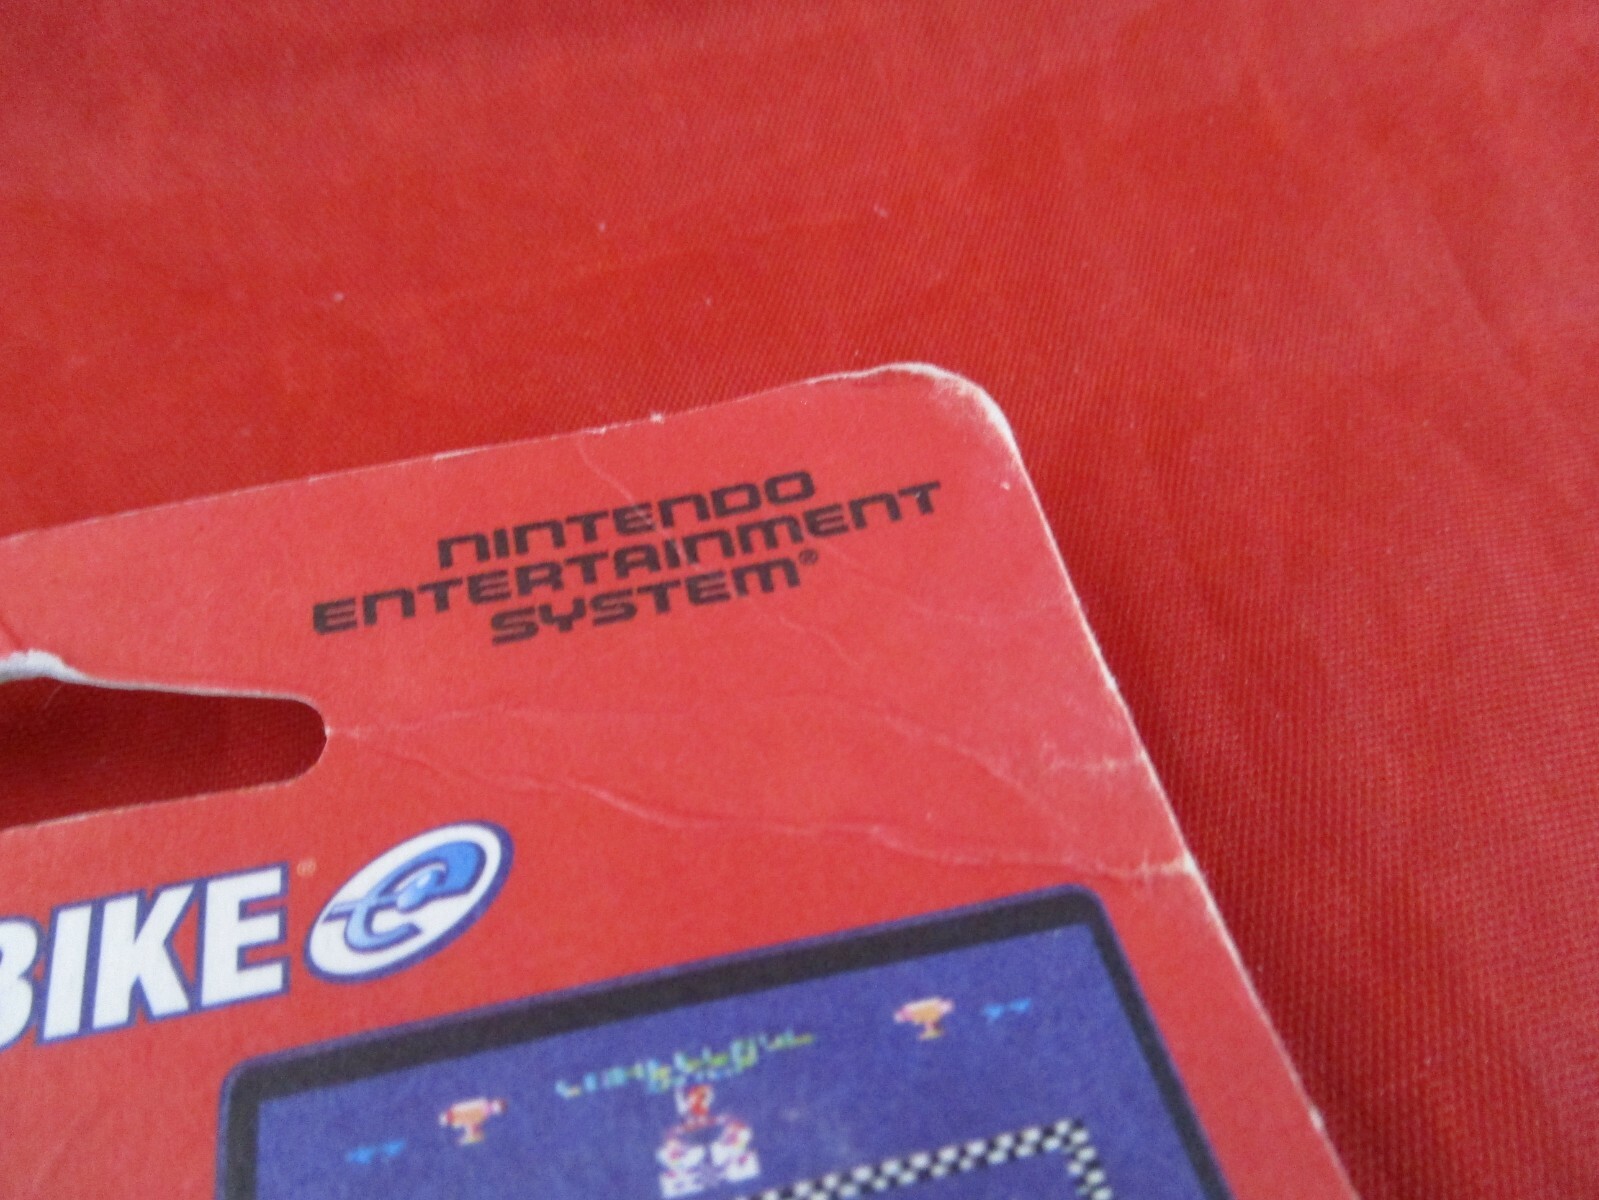 NINTENDO
ENTERTAINMENT
SYSTEM®
BIKE® e